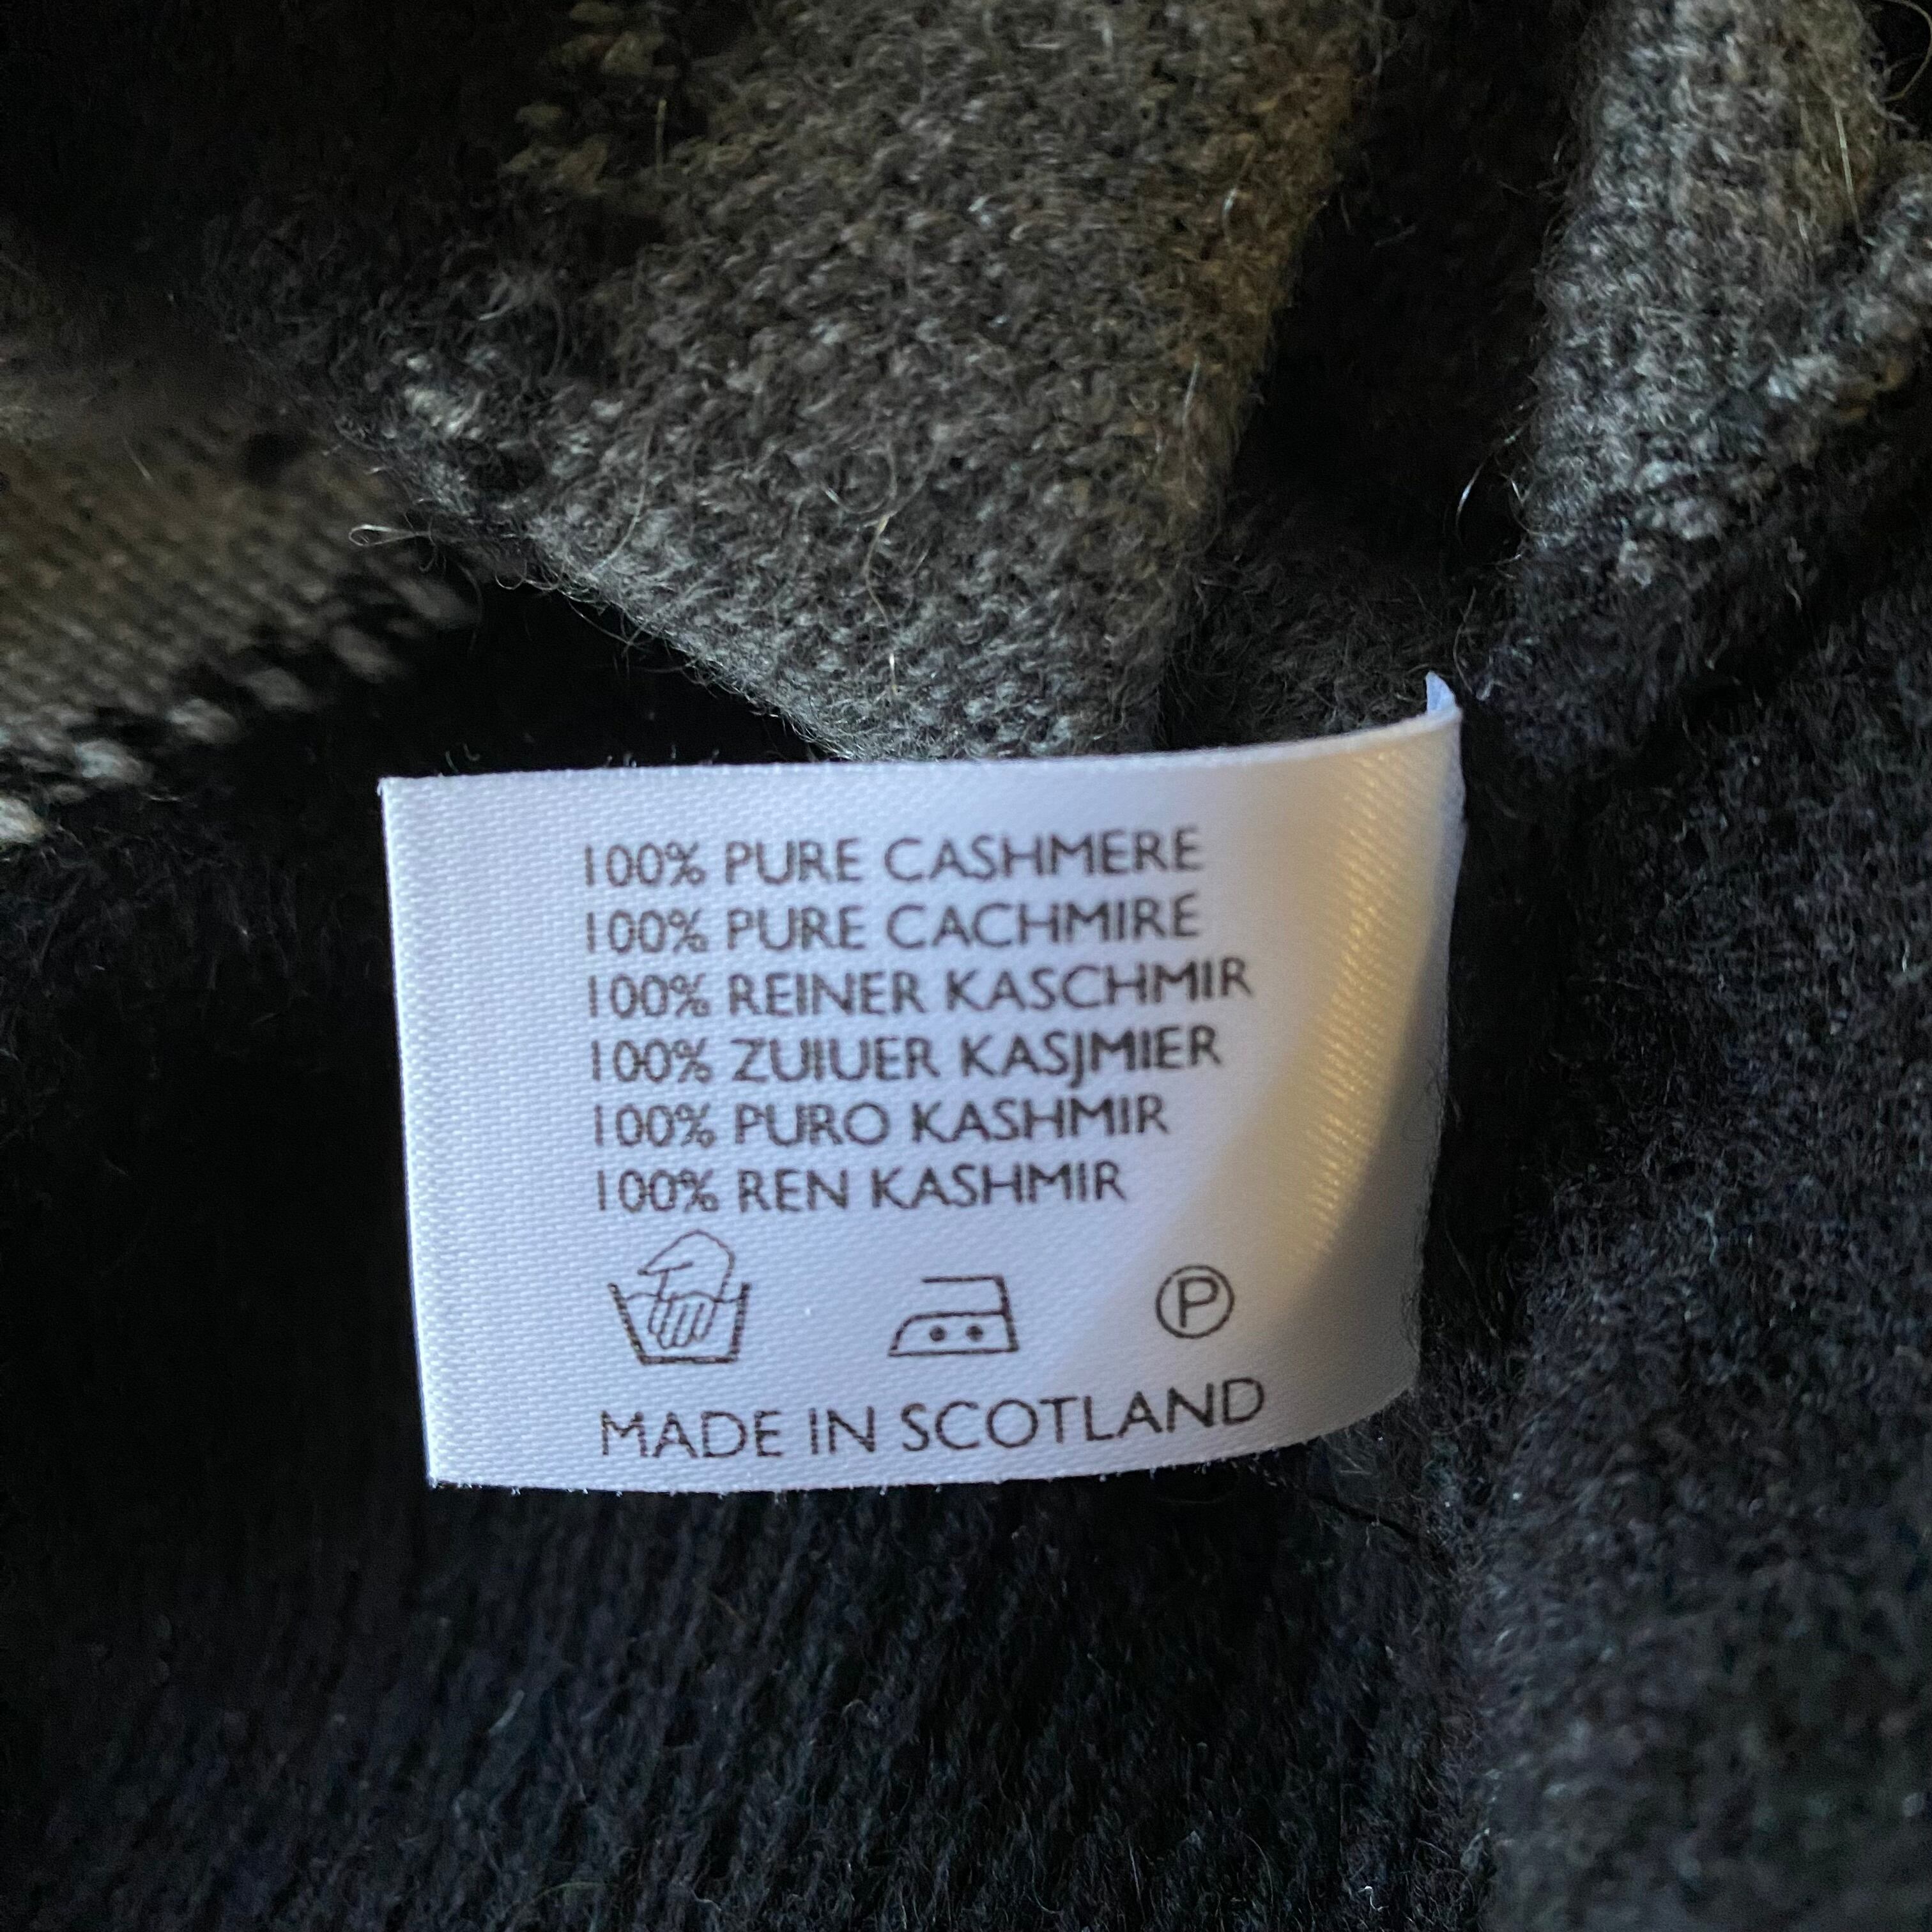 100% PURE CASHMERE
100% PURE CACHMIRE
100% REINER KASCHMIR
100% ZUIUER KASJMIER
100% PURO KASHMIR
100% REN KASHMIR
P
MADE IN SCOTLAND